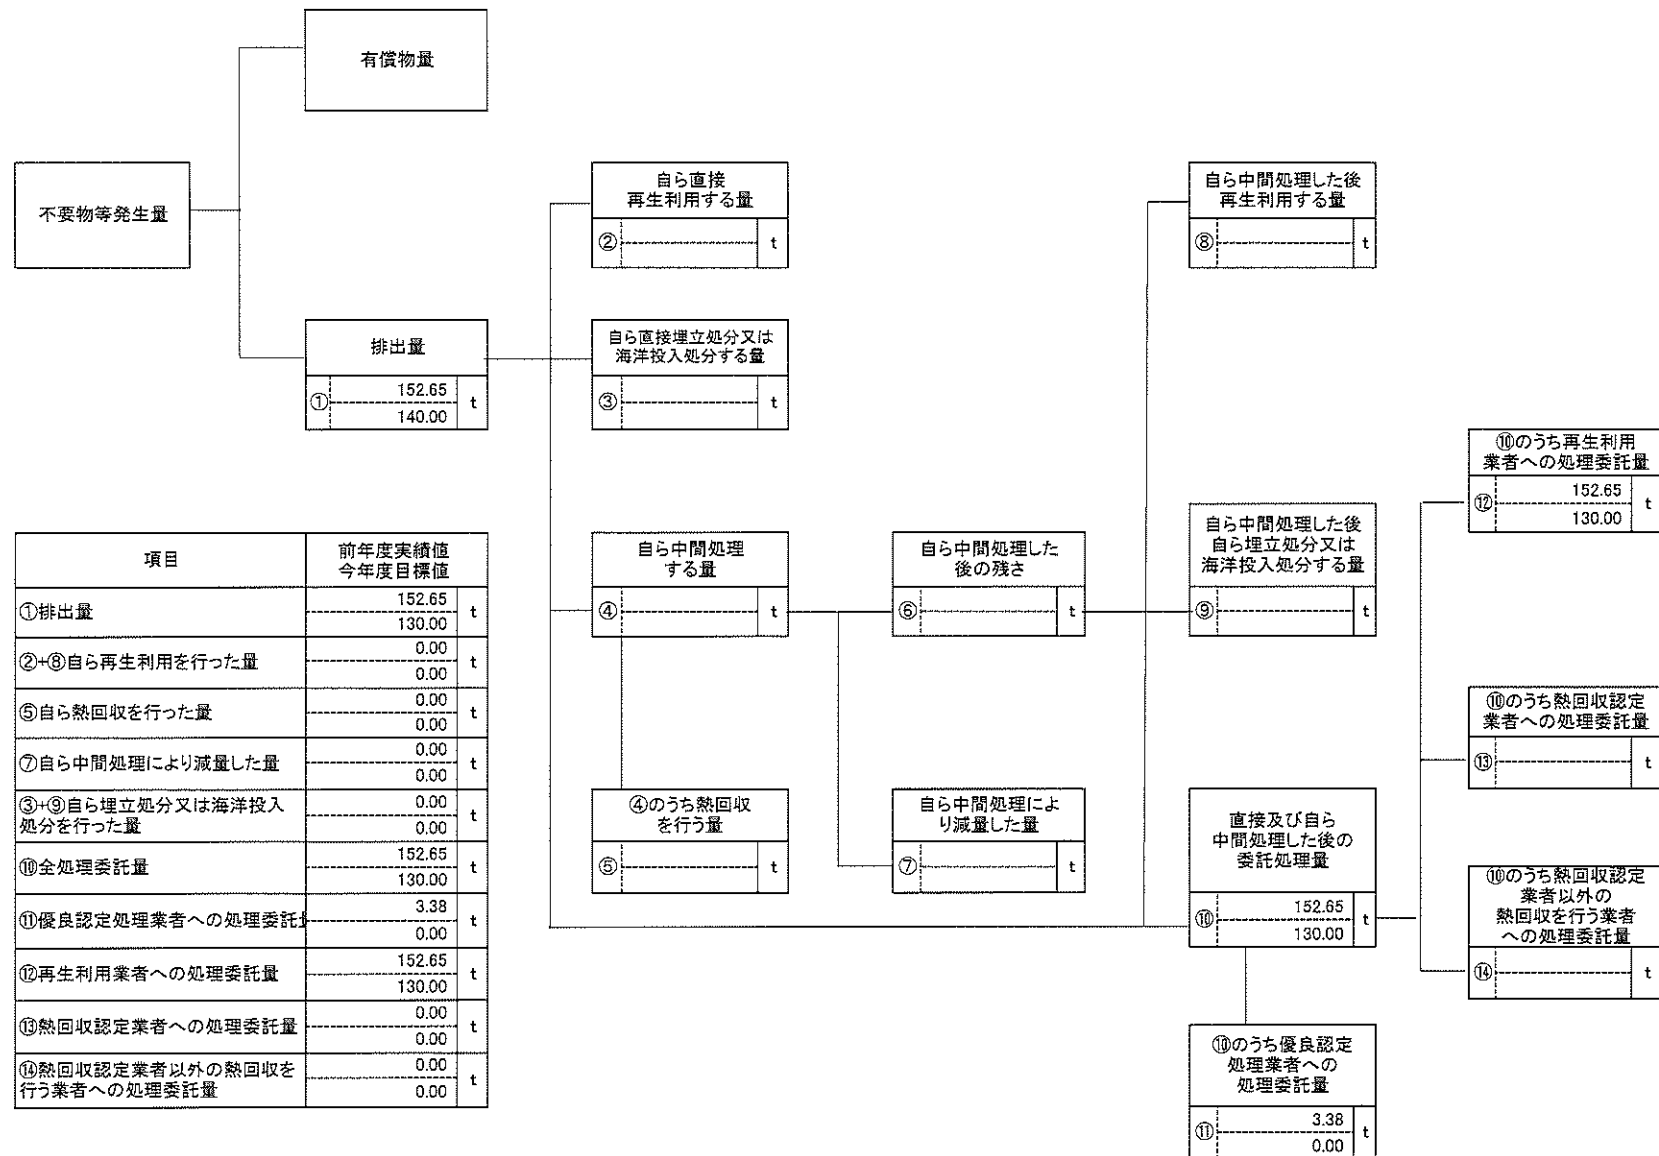 有償物量
不要物等発生量
排出量
① 152.65 t
140.00
自ら直接
再生利用する量
② t
自ら直接埋立処分又は
海洋投入処分する量
③ t
自ら中間処理
する量
④ t
④のうち熱回収
を行う量
⑤ t
自ら中間処理した
後の残さ
⑥ t
自ら中間処理によ
り減量した量
⑦ t
自ら中間処理した後
再生利用する量
⑧ t
自ら中間処理した後
自ら埋立処分又は
海洋投入処分する量
⑨ t
直接及び自ら
中間処理した後の
委託処理量
⑩ 152.65 t
130.00
⑩のうち優良認定
処理業者への
処理委託量
⑪ 3.38 t
0.00
⑩のうち再生利用
業者への処理委託量
⑫ 152.65 t
130.00
⑩のうち熱回収認定
業者への処理委託量
⑬ t
⑩のうち熱回収認定
業者以外の
熱回収を行う業者
への処理委託量
⑭ t
項目 前年度実績値
今年度目標値
①排出量 152.65 t
130.00
②+⑧自ら再生利用を行った量 0.00 t
0.00
⑤自ら熱回収を行った量 0.00 t
0.00
⑦自ら中間処理により減量した量 0.00 t
0.00
③+⑨自ら埋立処分又は海洋投入
処分を行った量 0.00 t
0.00
⑩全処理委託量 152.65 t
130.00
⑪優良認定処理業者への処理委託 3.38 t
0.00
⑫再生利用業者への処理委託量 152.65 t
130.00
⑬熱回収認定業者への処理委託量 0.00 t
0.00
⑭熱回収認定業者以外の熱回収を
行う業者への処理委託量 0.00 t
0.00